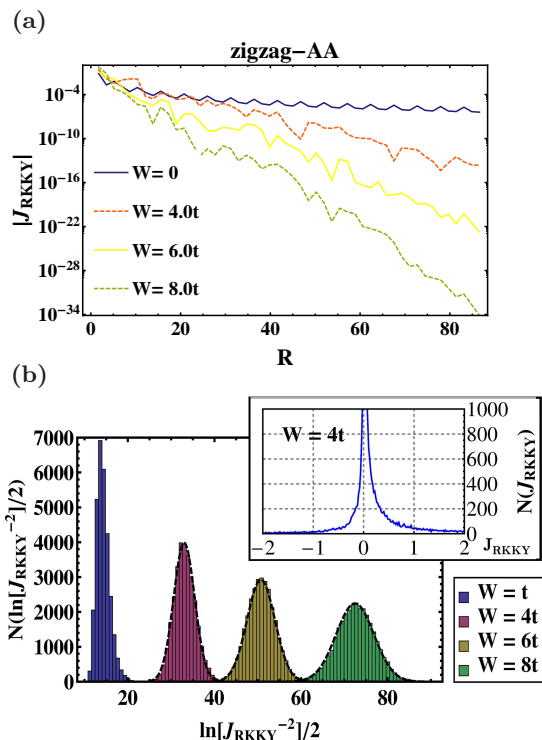 (a)
zigzag-AA
10^-4
10^-10
10^-16
10^-22
10^-28
10^-34
|J_RKKY|
W = 0
W = 4.0t
W = 6.0t
W = 8.0t
0 20 40 60 80
R
(b)
7000
6000
5000
4000
3000
2000
1000
0
N(ln[J_RKKY^-2]/2)
20 40 60 80
ln[J_RKKY^-2]/2
W = 4t
1000
800
600
400
200
0
N(J_RKKY)
−2 −1 0 1 2
J_RKKY
W = t
W = 4t
W = 6t
W = 8t